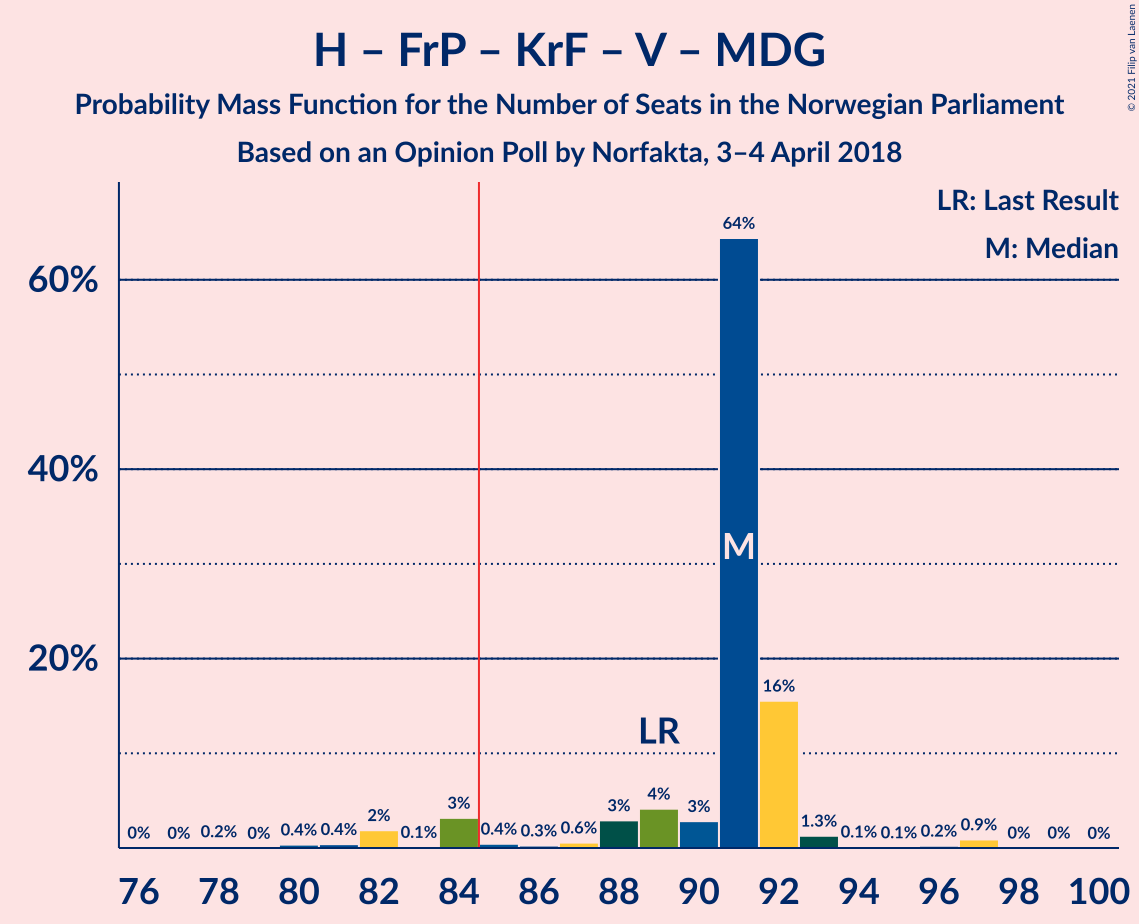 H – FrP – KrF – V – MDG
Probability Mass Function for the Number of Seats in the Norwegian Parliament
Based on an Opinion Poll by Norfakta, 3–4 April 2018
© 2021 Filip van Laenen
LR: Last Result
M: Median
60%
40%
20%
0% 0% 0.2% 0% 0.4% 0.4% 2% 0.1% 3% 0.4% 0.3% 0.6% 3% 4% 3% 64% 16% 1.3% 0.1% 0.1% 0.2% 0.9% 0% 0% 0%
LR
M
76 78 80 82 84 86 88 90 92 94 96 98 100